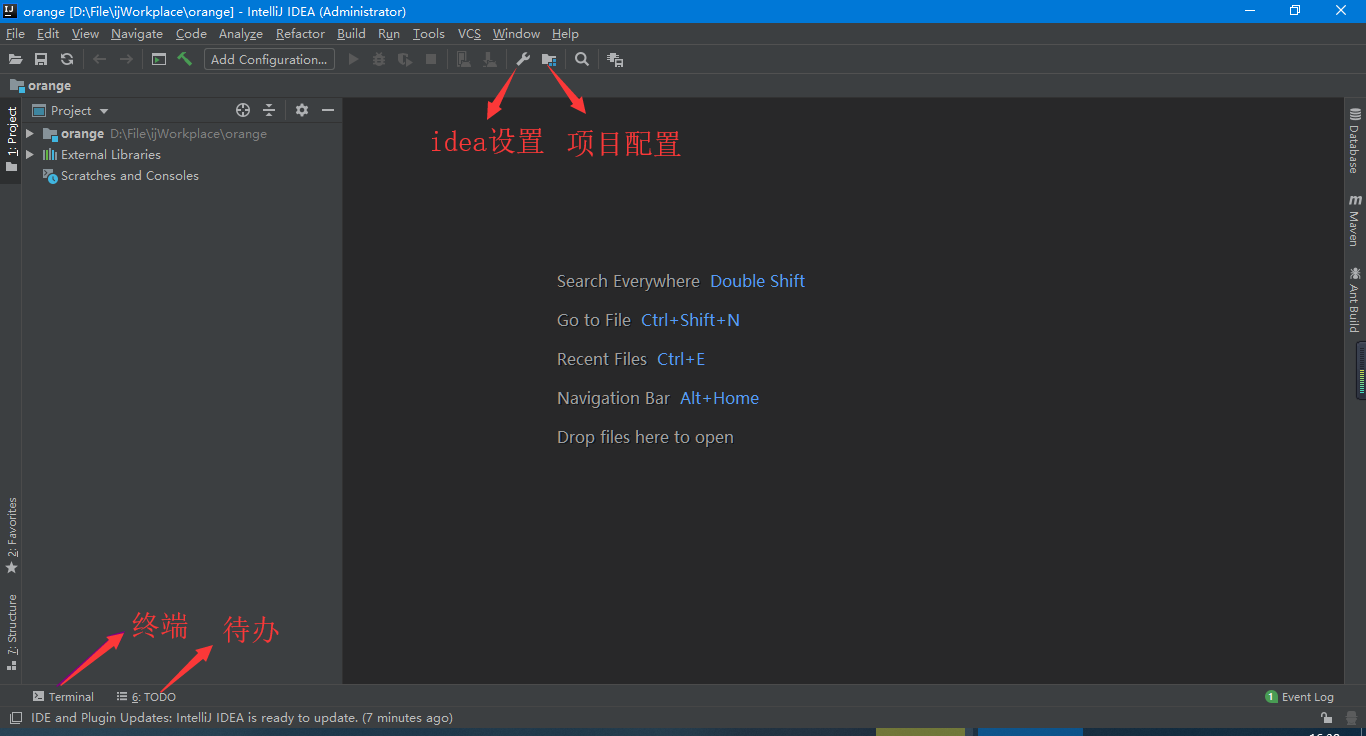 orange [D:\File\ijWorkplace\orange] - IntelliJ IDEA (Administrator)
File Edit View Navigate Code Analyze Refactor Build Run Tools VCS Window Help
Add Configuration...
orange
Project
1: Project
orange D:\File\ijWorkplace\orange
External Libraries
Scratches and Consoles
idea设置 项目配置
Search Everywhere Double Shift
Go to File Ctrl+Shift+N
Recent Files Ctrl+E
Navigation Bar Alt+Home
Drop files here to open
Database
Maven
Ant Build
2: Favorites
7: Structure
终端 待办
Terminal 6: TODO 1 Event Log
IDE and Plugin Updates: IntelliJ IDEA is ready to update. (7 minutes ago)